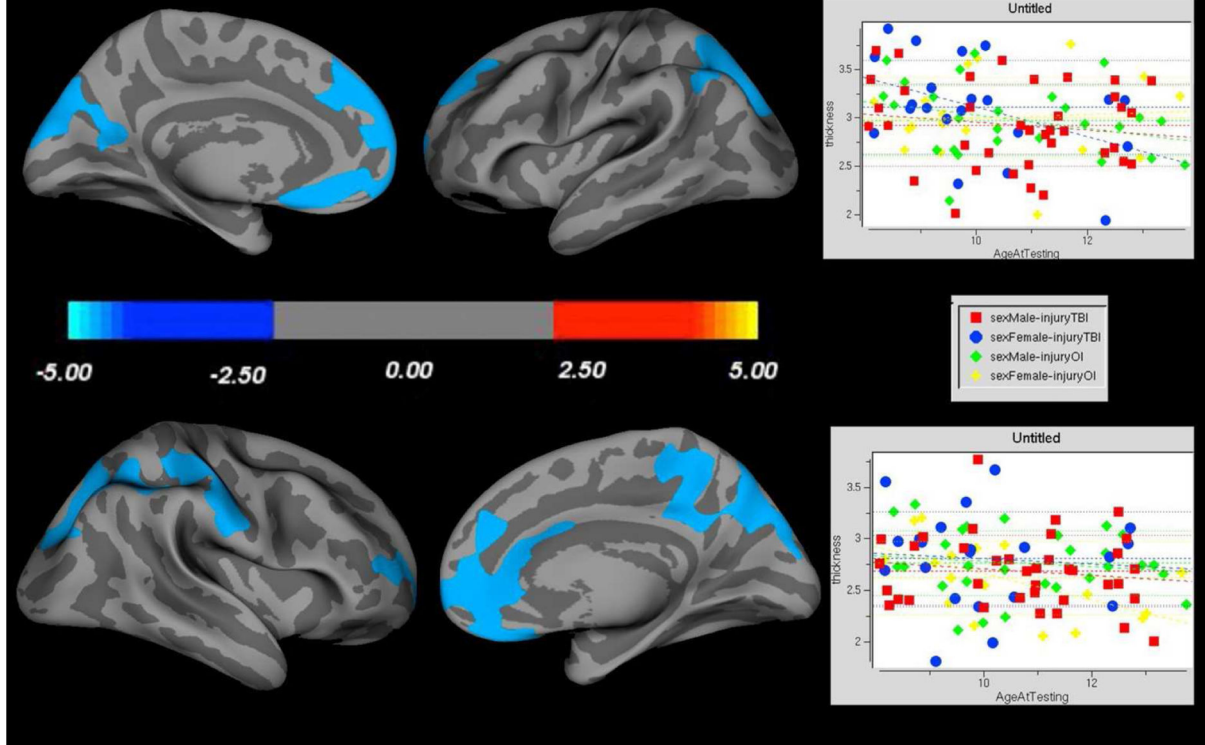 Untitled
3.5
3
2.5
2
thickness
10
12
AgeAtTesting
-5.00
-2.50
0.00
2.50
5.00
sexMale-injuryTBI
sexFemale-injuryTBI
sexMale-injuryOI
sexFemale-injuryOI
Untitled
3.5
3
2.5
2
thickness
10
12
AgeAtTesting